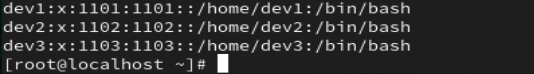 dev1:x:1101:1101::/home/dev1:/bin/bash
dev2:x:1102:1102::/home/dev2:/bin/bash
dev3:x:1103:1103::/home/dev3:/bin/bash
[root@localhost ~]#